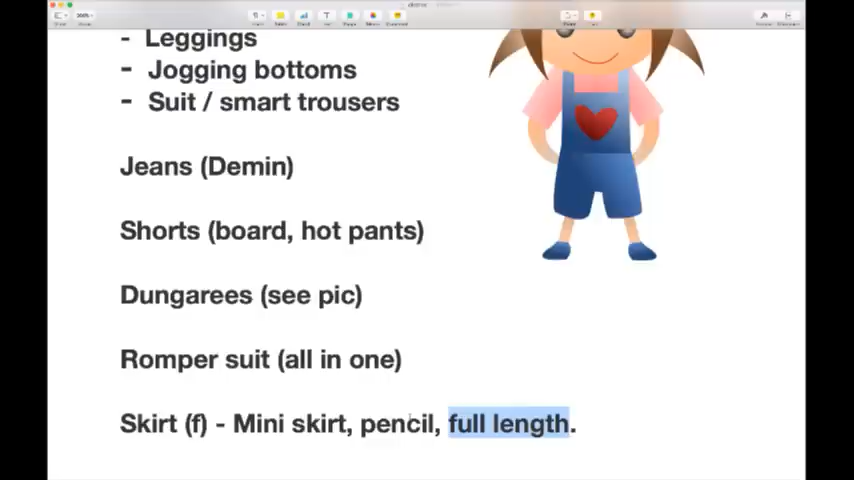 - Leggings
- Jogging bottoms
- Suit / smart trousers
Jeans (Demin)
Shorts (board, hot pants)
Dungarees (see pic)
Romper suit (all in one)
Skirt (f) - Mini skirt, pencil, full length.